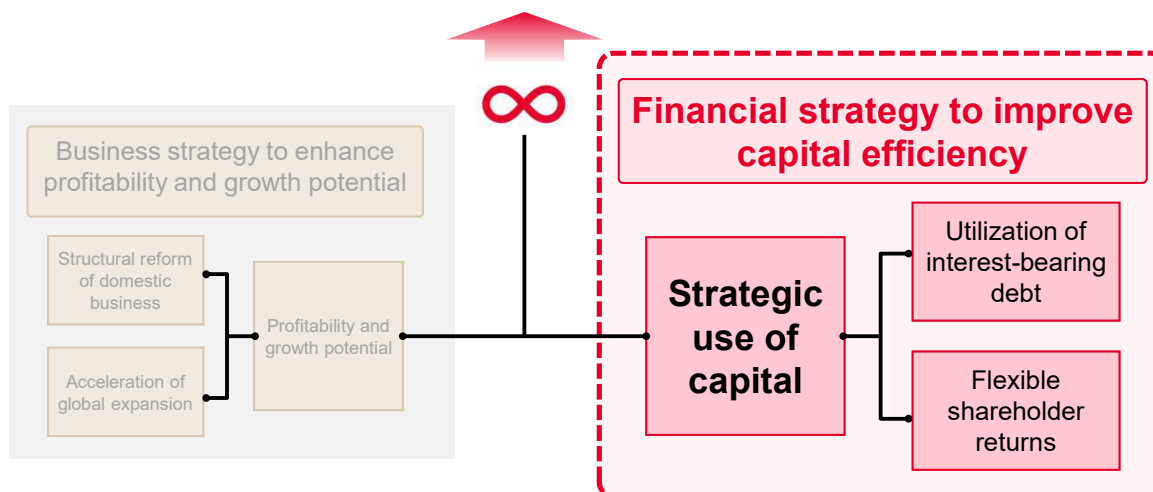 Business strategy to enhance
profitability and growth potential
Structural reform
of domestic
business
Acceleration of
global expansion
Profitability and
growth potential
Financial strategy to improve
capital efficiency
Strategic
use of
capital
Utilization of
interest-bearing
debt
Flexible
shareholder
returns